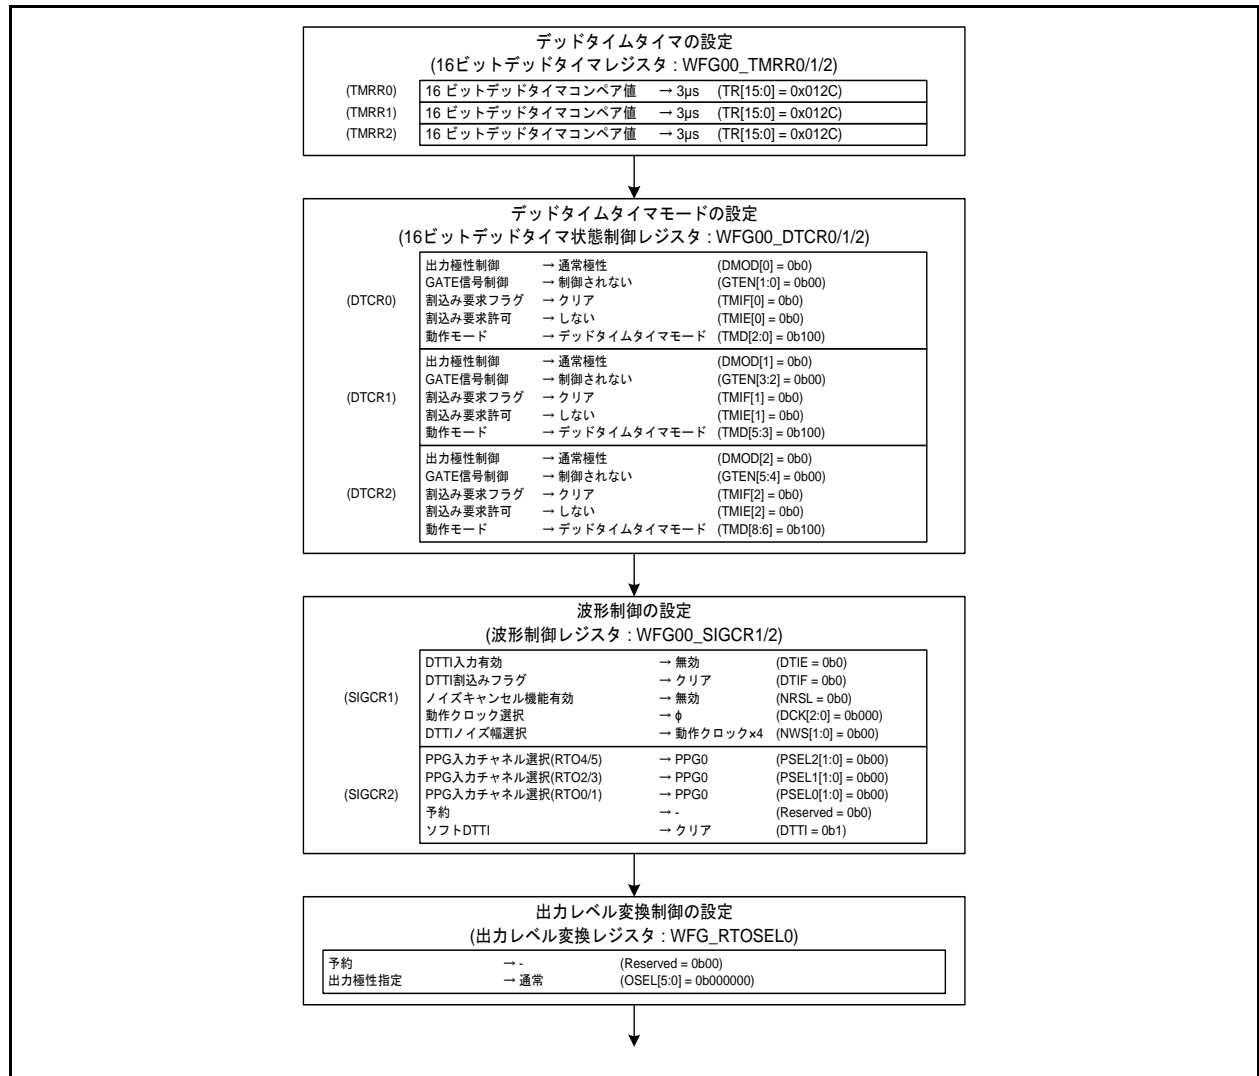 デッドタイムタイマの設定
(16ビットデッドタイマレジスタ : WFG00_TMRR0/1/2)
(TMRR0) 16 ビットデッドタイマコンペア値 → 3μs (TR[15:0] = 0x012C)
(TMRR1) 16 ビットデッドタイマコンペア値 → 3μs (TR[15:0] = 0x012C)
(TMRR2) 16 ビットデッドタイマコンペア値 → 3μs (TR[15:0] = 0x012C)
デッドタイムタイマモードの設定
(16ビットデッドタイマ状態制御レジスタ : WFG00_DTCR0/1/2)
出力極性制御 → 通常極性 (DMOD[0] = 0b0)
GATE信号制御 → 制御されない (GTEN[1:0] = 0b00)
(DTCR0) 割込み要求フラグ → クリア (TMIF[0] = 0b0)
割込み要求許可 → しない (TMIE[0] = 0b0)
動作モード → デッドタイムタイマモード (TMD[2:0] = 0b100)
出力極性制御 → 通常極性 (DMOD[1] = 0b0)
GATE信号制御 → 制御されない (GTEN[3:2] = 0b00)
(DTCR1) 割込み要求フラグ → クリア (TMIF[1] = 0b0)
割込み要求許可 → しない (TMIE[1] = 0b0)
動作モード → デッドタイムタイマモード (TMD[5:3] = 0b100)
出力極性制御 → 通常極性 (DMOD[2] = 0b0)
GATE信号制御 → 制御されない (GTEN[5:4] = 0b00)
(DTCR2) 割込み要求フラグ → クリア (TMIF[2] = 0b0)
割込み要求許可 → しない (TMIE[2] = 0b0)
動作モード → デッドタイムタイマモード (TMD[8:6] = 0b100)
波形制御の設定
(波形制御レジスタ : WFG00_SIGCR1/2)
DTTI入力有効 → 無効 (DTIE = 0b0)
DTTI割込みフラグ → クリア (DTIF = 0b0)
(SIGCR1) ノイズキャンセル機能有効 → 無効 (NRSL = 0b0)
動作クロック選択 → ϕ (DCK[2:0] = 0b000)
DTTIノイズ幅選択 → 動作クロック×4 (NWS[1:0] = 0b00)
PPG入力チャネル選択(RTO4/5) → PPG0 (PSEL2[1:0] = 0b00)
PPG入力チャネル選択(RTO2/3) → PPG0 (PSEL1[1:0] = 0b00)
(SIGCR2) PPG入力チャネル選択(RTO0/1) → PPG0 (PSEL0[1:0] = 0b00)
予約 → - (Reserved = 0b0)
ソフトDTTI → クリア (DTTI = 0b1)
出力レベル変換制御の設定
(出力レベル変換レジスタ : WFG_RTOSEL0)
予約 → - (Reserved = 0b00)
出力極性指定 → 通常 (OSEL[5:0] = 0b000000)